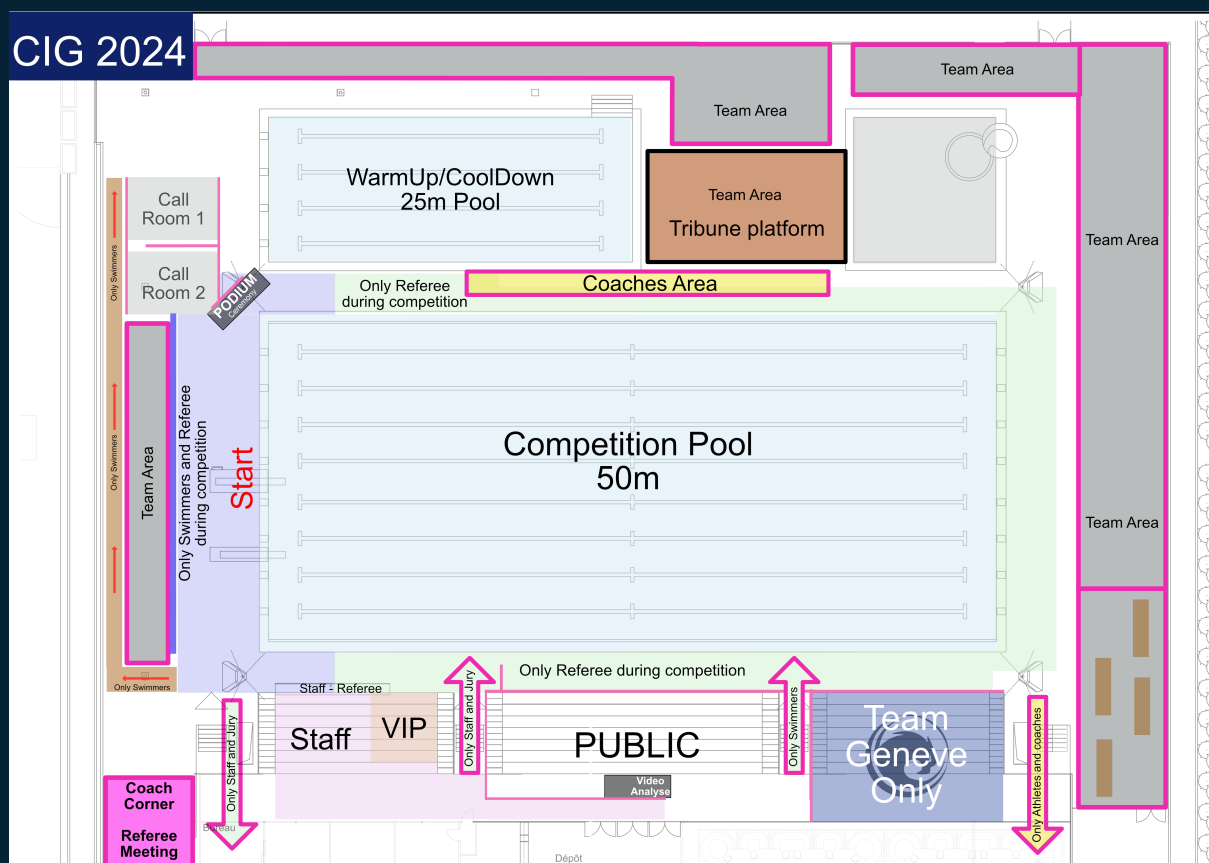 CIG 2024
Team Area
Team Area
WarmUp/CoolDown
25m Pool
Team Area
Tribune platform
Call
Room 1
Call
Room 2
Only Swimmers
PODIUM
Ceremony
Only Referee
during competition
Coaches Area
Team Area
Only Swimmers
Team Area
Only Swimmers and Referee
during competition
Start
Competition Pool
50m
Team Area
Only Swimmers
Only Referee during competition
Staff - Referee
Staff
VIP
Only Staff and Jury
PUBLIC
Only Swimmers
Team
Geneve
Only
Only Staff and Jury
Video
Analyse
Only Athletes and coaches
Coach
Corner
Referee
Meeting
Bureau
Dépôt